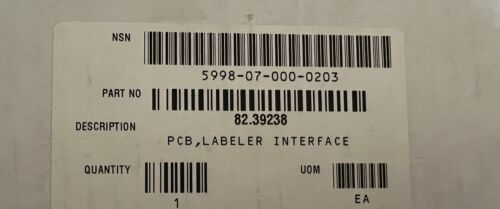 NSN
5998-07-000-0203
PART NO
82.39238
DESCRIPTION
PCB,LABELER INTERFACE
QUANTITY UOM
1 EA